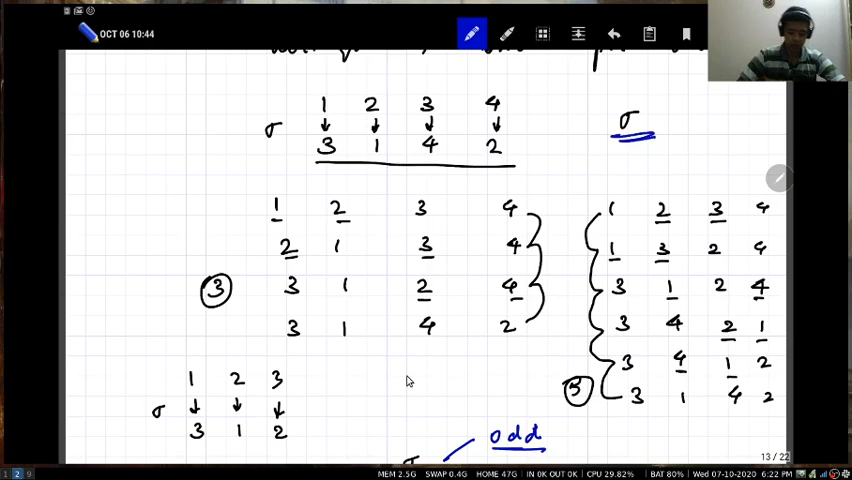 OCT 06 10:44
1 2 3 4
σ ↓ ↓ ↓ ↓
3 1 4 2
σ
1 2 3 4
2 1 3 4
3 1 2 4
3 1 4 2
3
1 2 3 4
1 3 2 4
3 1 2 4
3 4 2 1
3 4 1 2
3 1 4 2
5
1 2 3
σ ↓ ↓ ↓
3 1 2
odd
13 / 22
1 2 9
MEM 2.5G SWAP 0.4G HOME 47G IN 0K OUT 0K CPU 29.82% BAT 80% Wed 07-10-2020 6:22 PM